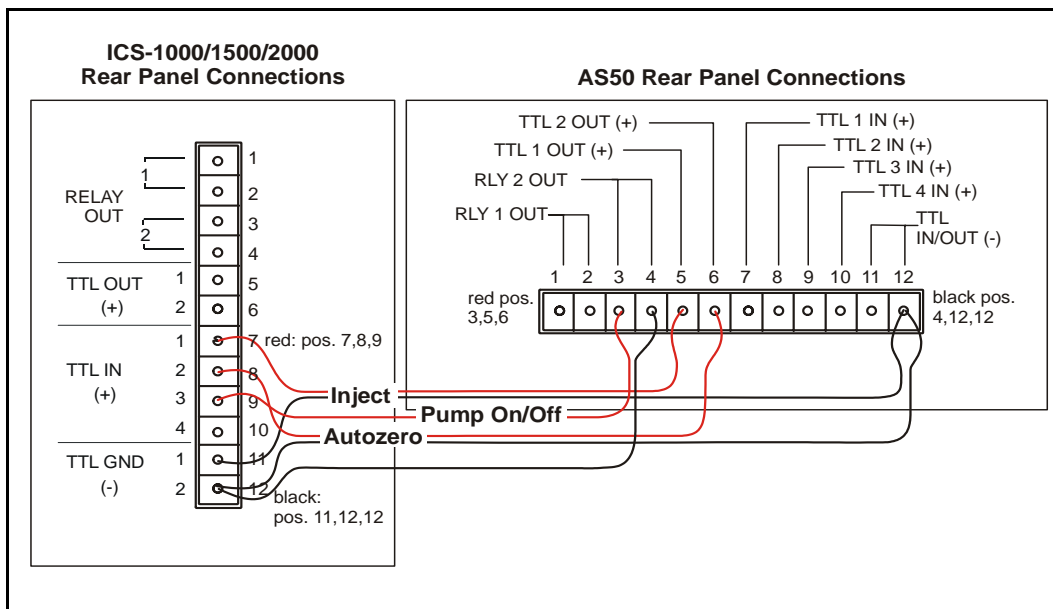 ICS-1000/1500/2000
Rear Panel Connections
RELAY
OUT
1
2
TTL OUT
(+)
1
2
TTL IN
(+)
1
2
3
4
TTL GND
(-)
1
2
1
2
3
4
5
6
7 red: pos. 7,8,9
8
9
10
11
12
black:
pos. 11,12,12
Inject
Pump On/Off
Autozero
AS50 Rear Panel Connections
TTL 2 OUT (+)
TTL 1 OUT (+)
RLY 2 OUT
RLY 1 OUT
TTL 1 IN (+)
TTL 2 IN (+)
TTL 3 IN (+)
TTL 4 IN (+)
TTL
IN/OUT (-)
1 2 3 4 5 6 7 8 9 10 11 12
red pos.
3,5,6
black pos.
4,12,12